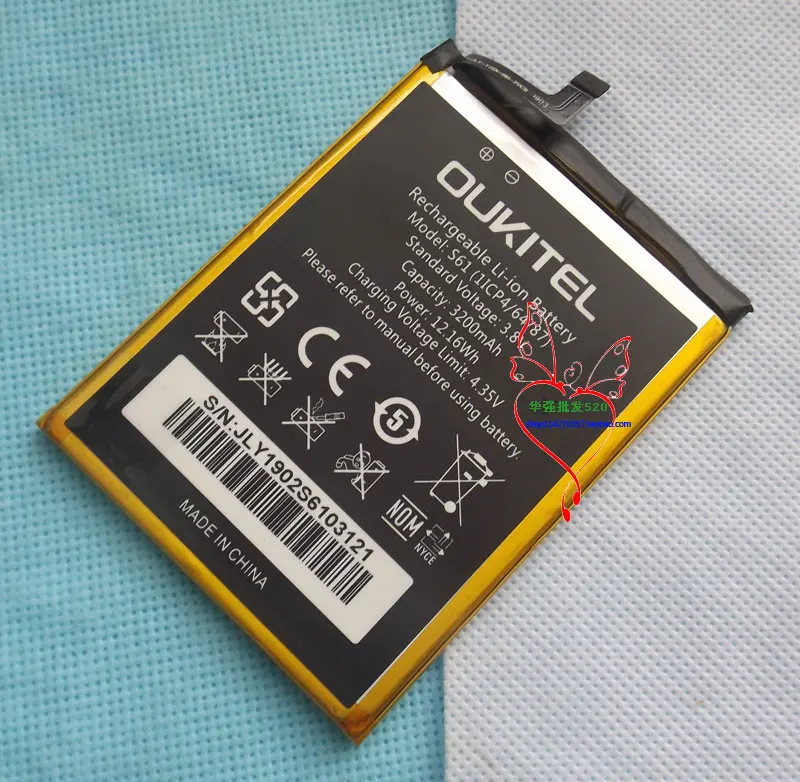 OUKITEL
Rechargeable Li-ion Battery
Model: S61 (1ICP4/64/87)
Standard Voltage: 3.8
Capacity: 3200mAh
Power: 12.16Wh
Charging Voltage Limit: 4.35V
Please refer to manual before using battery.
CE
5
NOM
NYCE
S/N:JLY1902S6103121
MADE IN CHINA
华强批发520